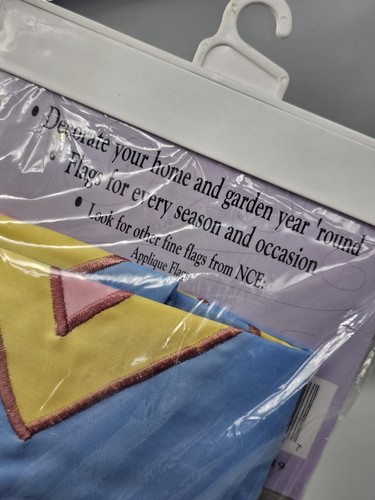 • Decorate your home and garden year 'round
• Flags for every season and occasion
• Look for other fine flags from NCE:
Applique Flags